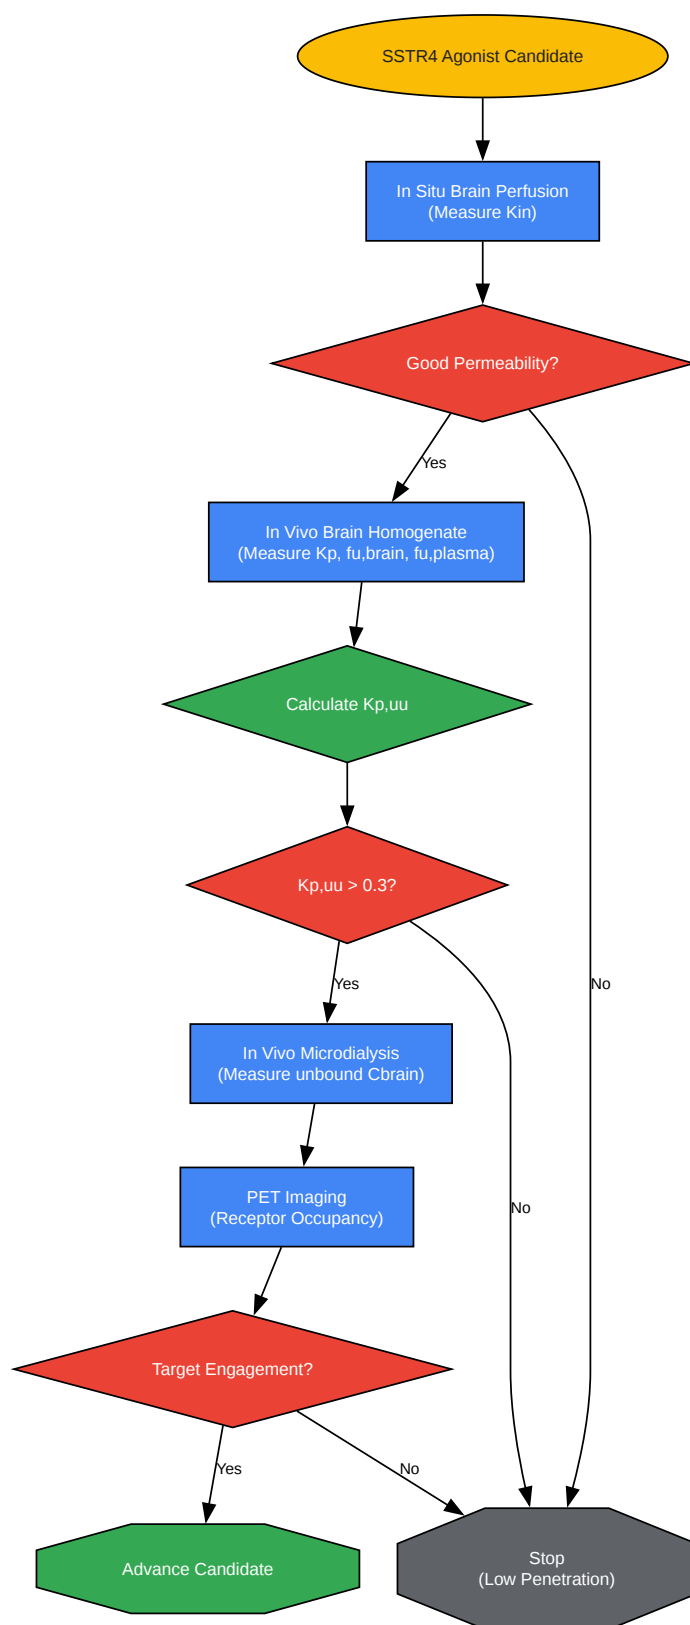 SSTR4 Agonist Candidate
In Situ Brain Perfusion
(Measure Kin)
Good Permeability?
Yes
In Vivo Brain Homogenate
(Measure Kp, fu,brain, fu,plasma)
Calculate Kp,uu
Kp,uu > 0.3?
Yes
No
In Vivo Microdialysis
(Measure unbound Cbrain)
PET Imaging
(Receptor Occupancy)
No
Target Engagement?
Yes
No
Advance Candidate
Stop
(Low Penetration)